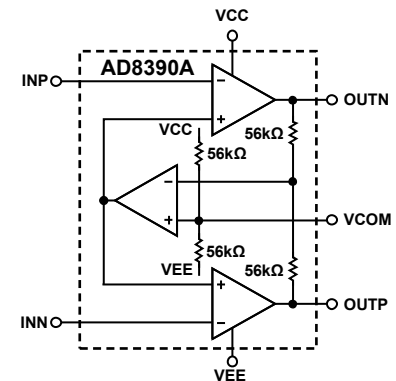 VCC
AD8390A
INP
−
OUTN
+
VCC
56kΩ
56kΩ
−
+
VCOM
56kΩ
VEE
56kΩ
+
OUTP
INN
−
VEE